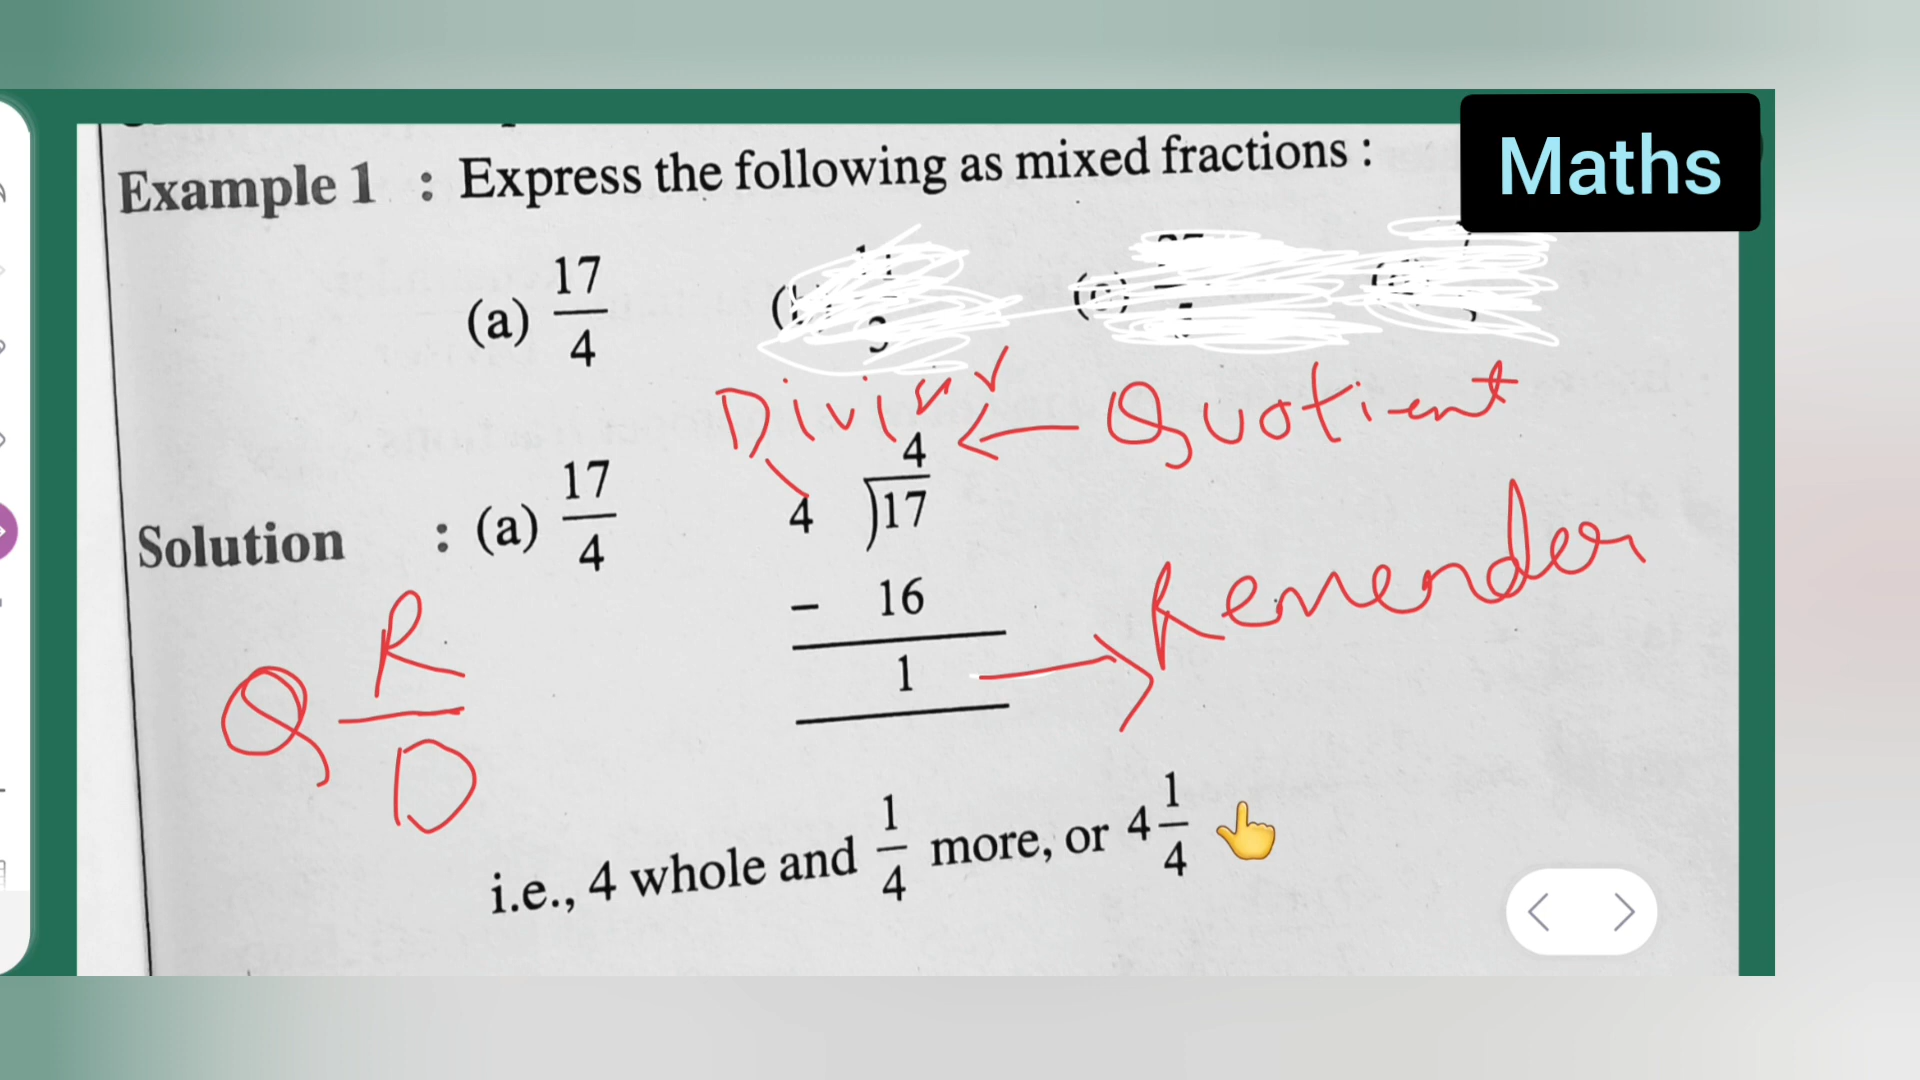 Maths
Example 1 : Express the following as mixed fractions :
(a) 17/4 (c)
Divisor
Quotient
4
4 )17
Solution : (a) 17/4
Remender
- 16
1
Q R/D
i.e., 4 whole and 1/4 more, or 4 1/4